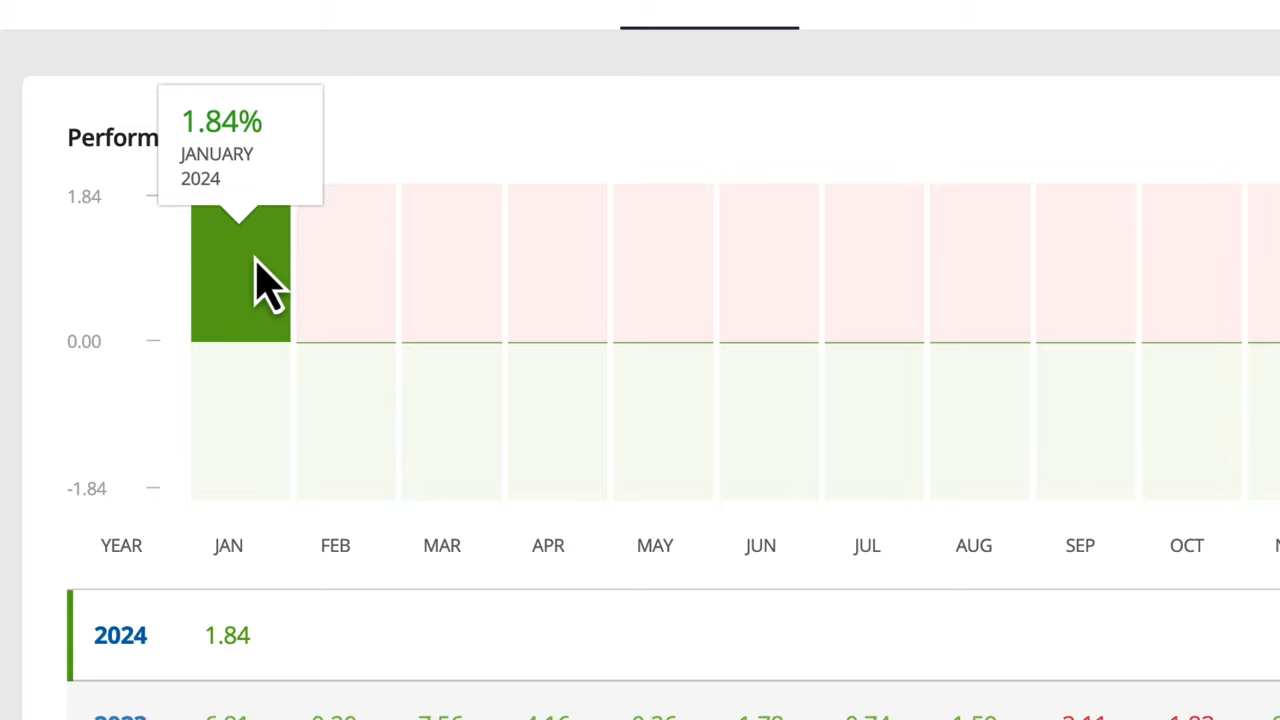 1.84%
JANUARY
2024
Perform
1.84
0.00
-1.84
YEAR JAN FEB MAR APR MAY JUN JUL AUG SEP OCT
2024 1.84